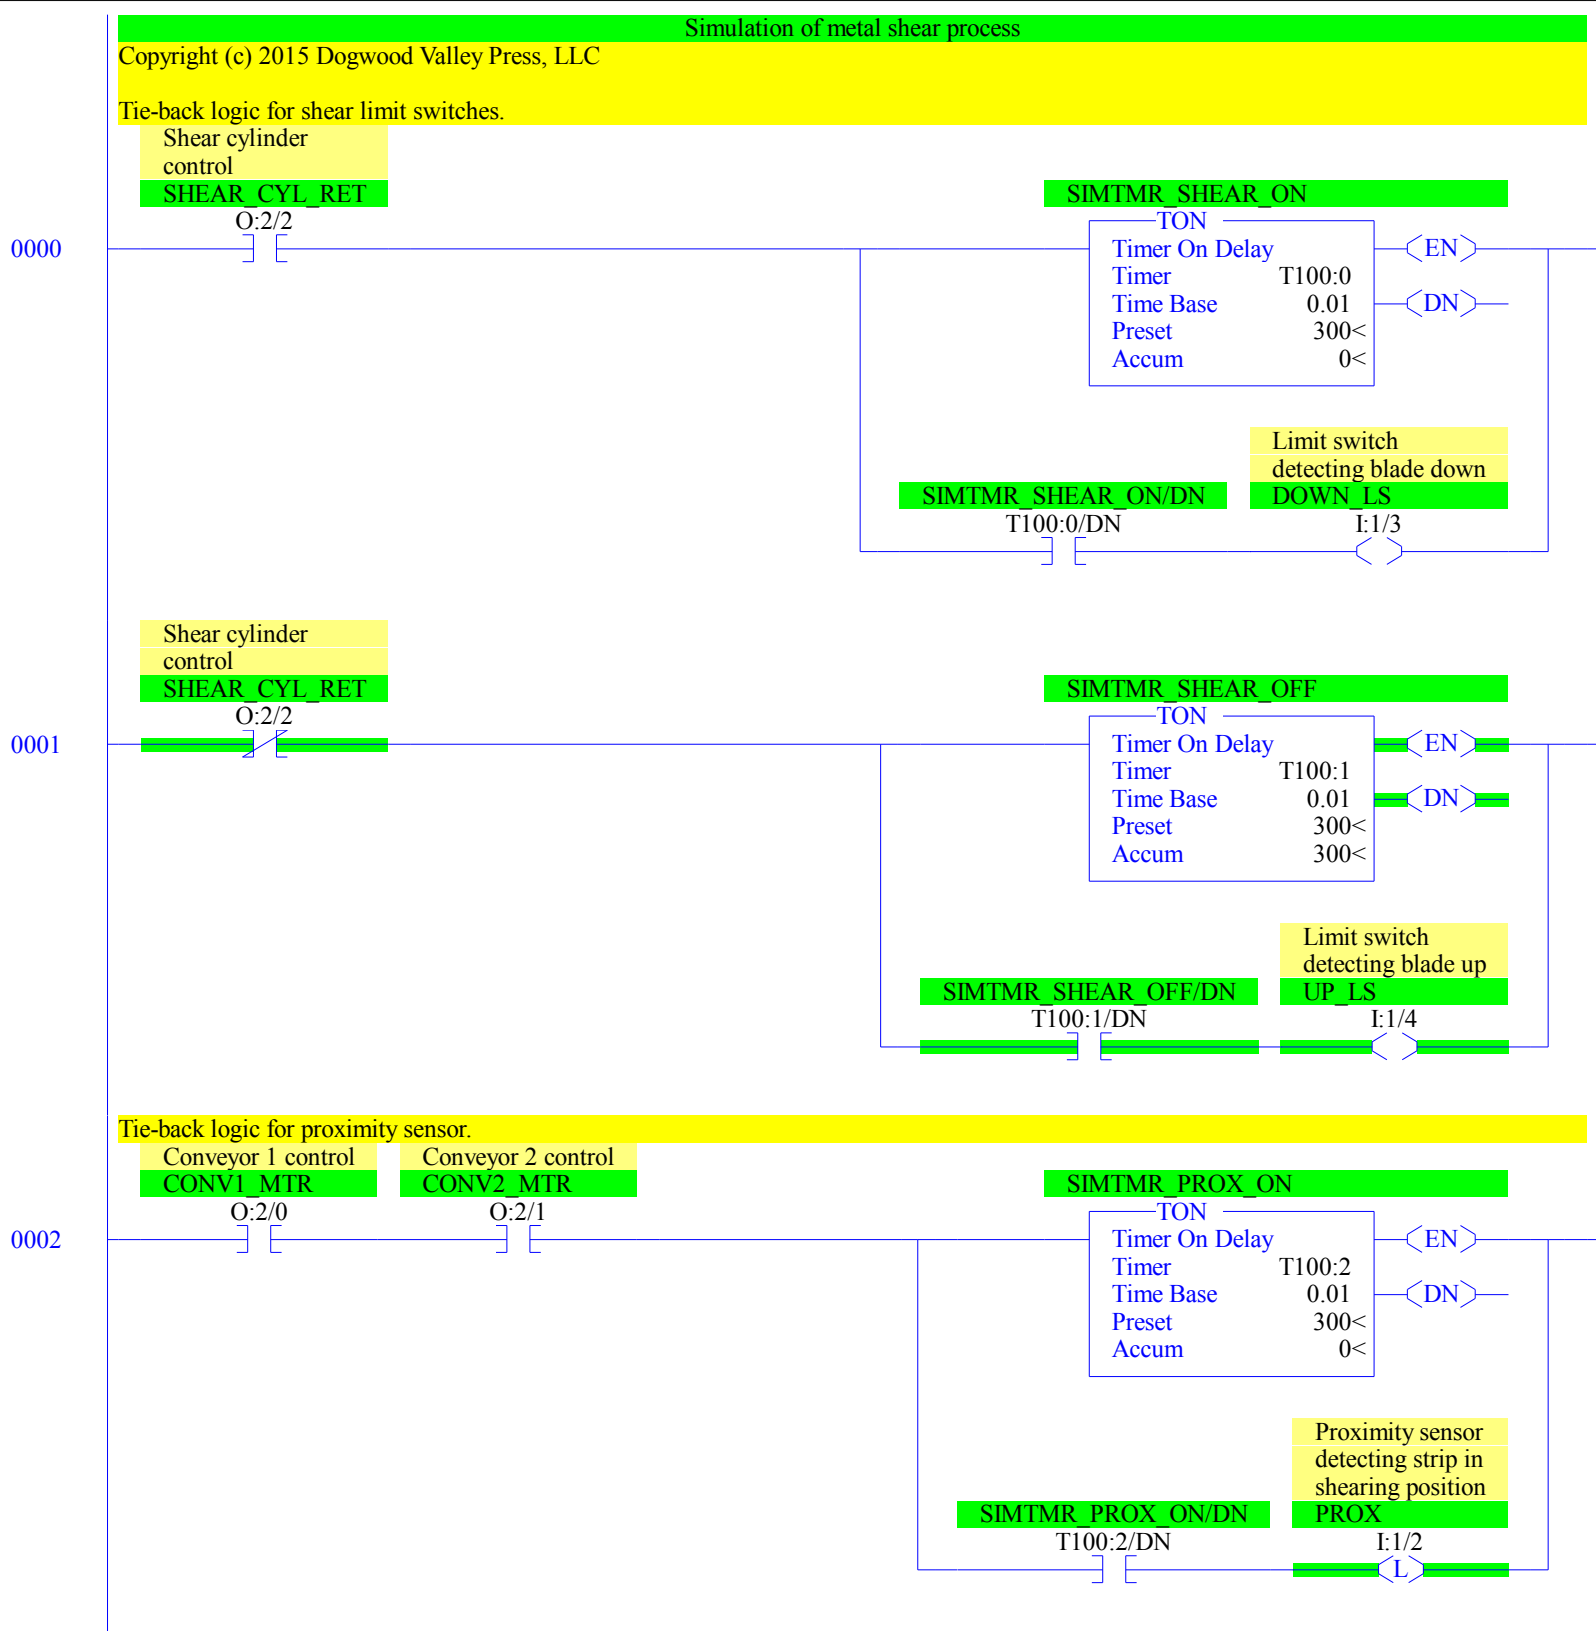 Simulation of metal shear process
Copyright (c) 2015 Dogwood Valley Press, LLC
Tie-back logic for shear limit switches.
Shear cylinder
control
SHEAR_CYL_RET
O:2/2
0000
SIMTMR_SHEAR_ON
TON
Timer On Delay
Timer T100:0
Time Base 0.01
Preset 300<
Accum 0<
EN
DN
SIMTMR_SHEAR_ON/DN
T100:0/DN
Limit switch
detecting blade down
DOWN_LS
I:1/3
Shear cylinder
control
SHEAR_CYL_RET
O:2/2
0001
SIMTMR_SHEAR_OFF
TON
Timer On Delay
Timer T100:1
Time Base 0.01
Preset 300<
Accum 300<
EN
DN
SIMTMR_SHEAR_OFF/DN
T100:1/DN
Limit switch
detecting blade up
UP_LS
I:1/4
Tie-back logic for proximity sensor.
Conveyor 1 control
CONV1_MTR
O:2/0
Conveyor 2 control
CONV2_MTR
O:2/1
0002
SIMTMR_PROX_ON
TON
Timer On Delay
Timer T100:2
Time Base 0.01
Preset 300<
Accum 0<
EN
DN
SIMTMR_PROX_ON/DN
T100:2/DN
Proximity sensor
detecting strip in
shearing position
PROX
I:1/2
L